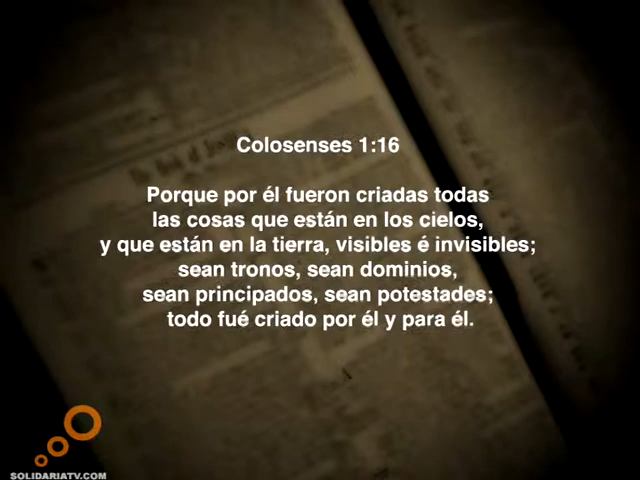 Colosenses 1:16
Porque por él fueron criadas todas
las cosas que están en los cielos,
y que están en la tierra, visibles é invisibles;
sean tronos, sean dominios,
sean principados, sean potestades;
todo fué criado por él y para él.
SOLIDARIATV.COM